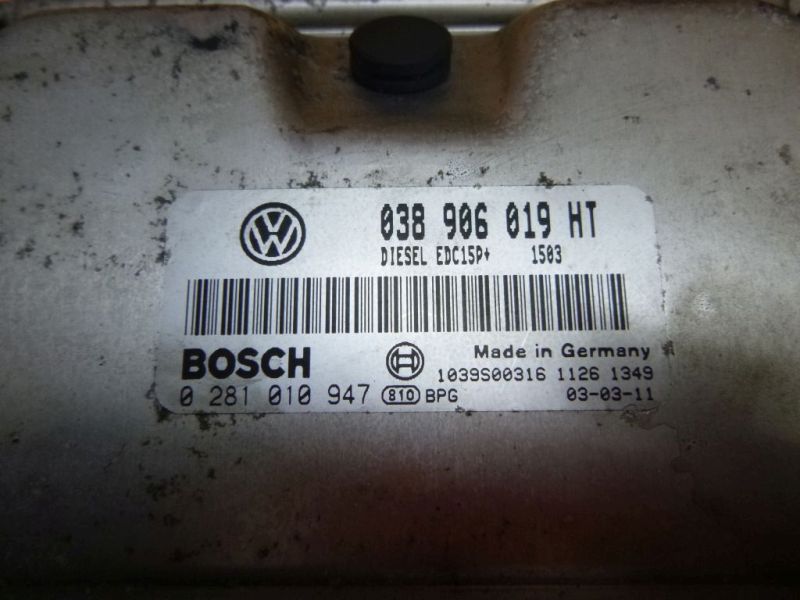 038 906 019 HT
DIESEL EDC15P+ 1503
BOSCH
Made in Germany
1039S00316 1126 1349
0 281 010 947 810 BPG
03-03-11